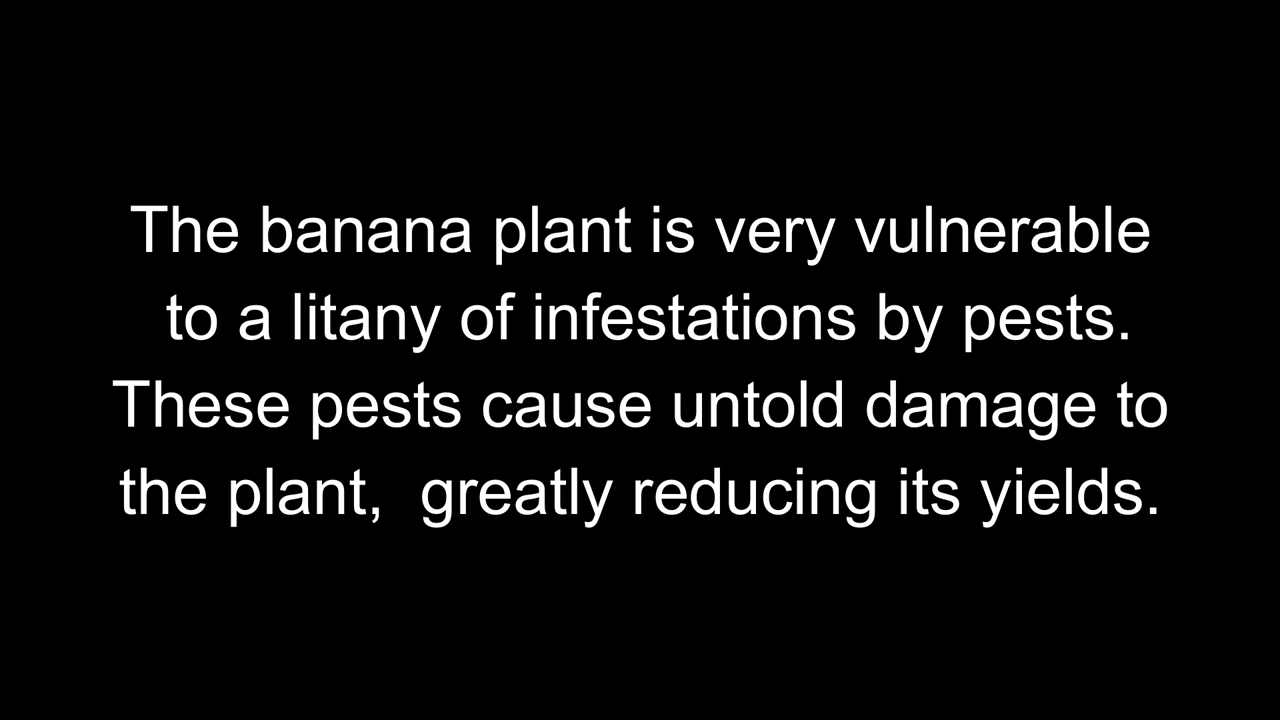 The banana plant is very vulnerable
to a litany of infestations by pests.
These pests cause untold damage to
the plant,  greatly reducing its yields.